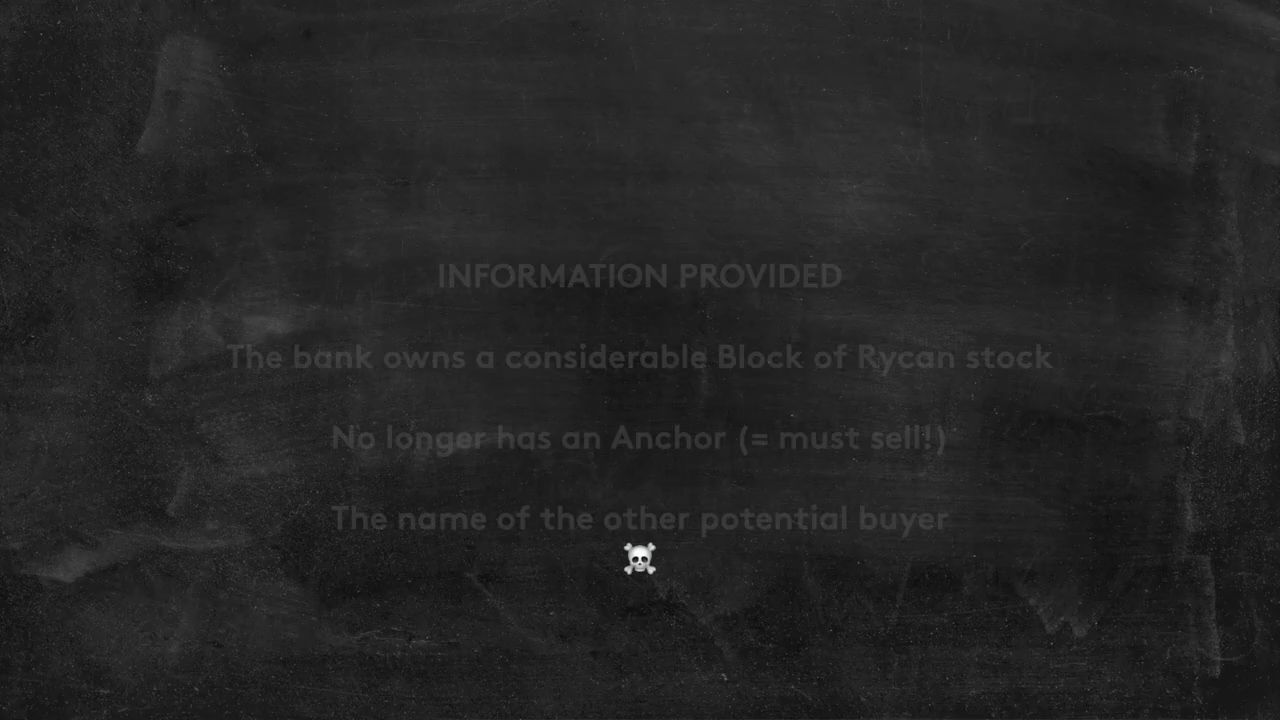 INFORMATION PROVIDED
The bank owns a considerable Block of Rycan stock
No longer has an Anchor (= must sell!)
The name of the other potential buyer